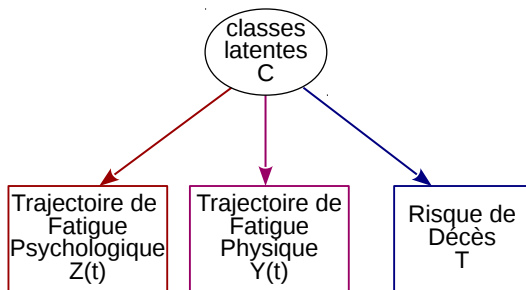 classes
latentes
C
Trajectoire de
Fatigue
Psychologique
Z(t)
Trajectoire de
Fatigue
Physique
Y(t)
Risque de
Décès
T